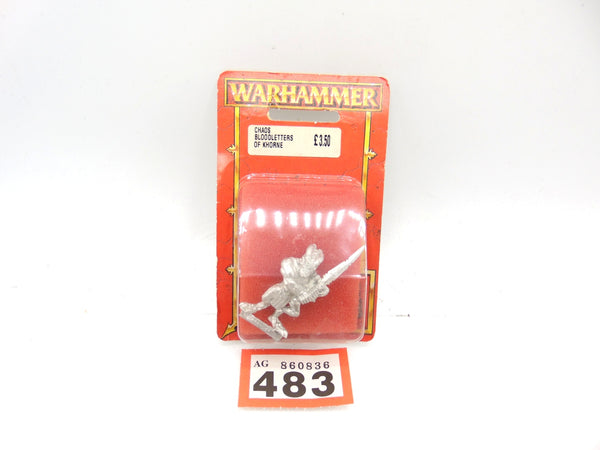 WARHAMMER
CHAOS
BLOODLETTERS £3.50
OF KHORNE
AG 860836
483